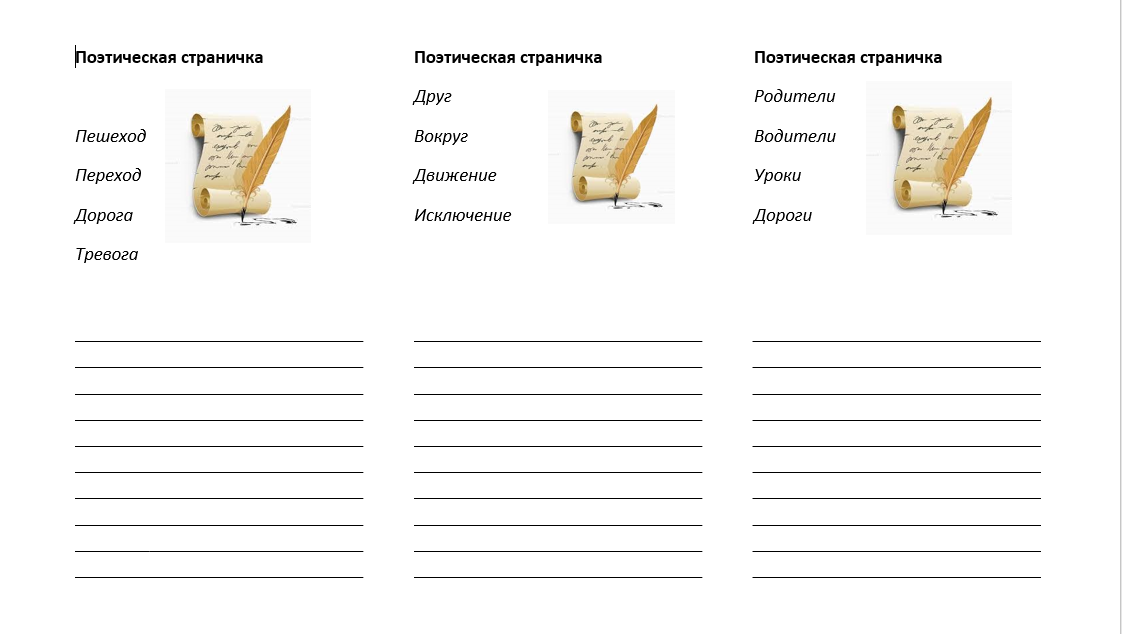 Поэтическая страничка
Пешеход
Переход
Дорога
Тревога
Поэтическая страничка
Друг
Вокруг
Движение
Исключение
Поэтическая страничка
Родители
Водители
Уроки
Дороги